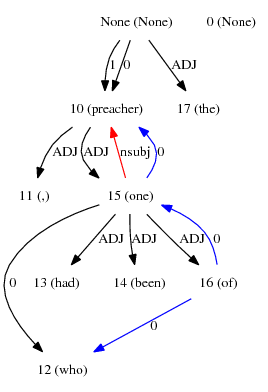 None (None) 0 (None)
1 0 ADJ
10 (preacher) 17 (the)
ADJ ADJ nsubj 0
11 (,) 15 (one)
0 ADJ ADJ ADJ 0
13 (had) 14 (been) 16 (of)
0
12 (who)